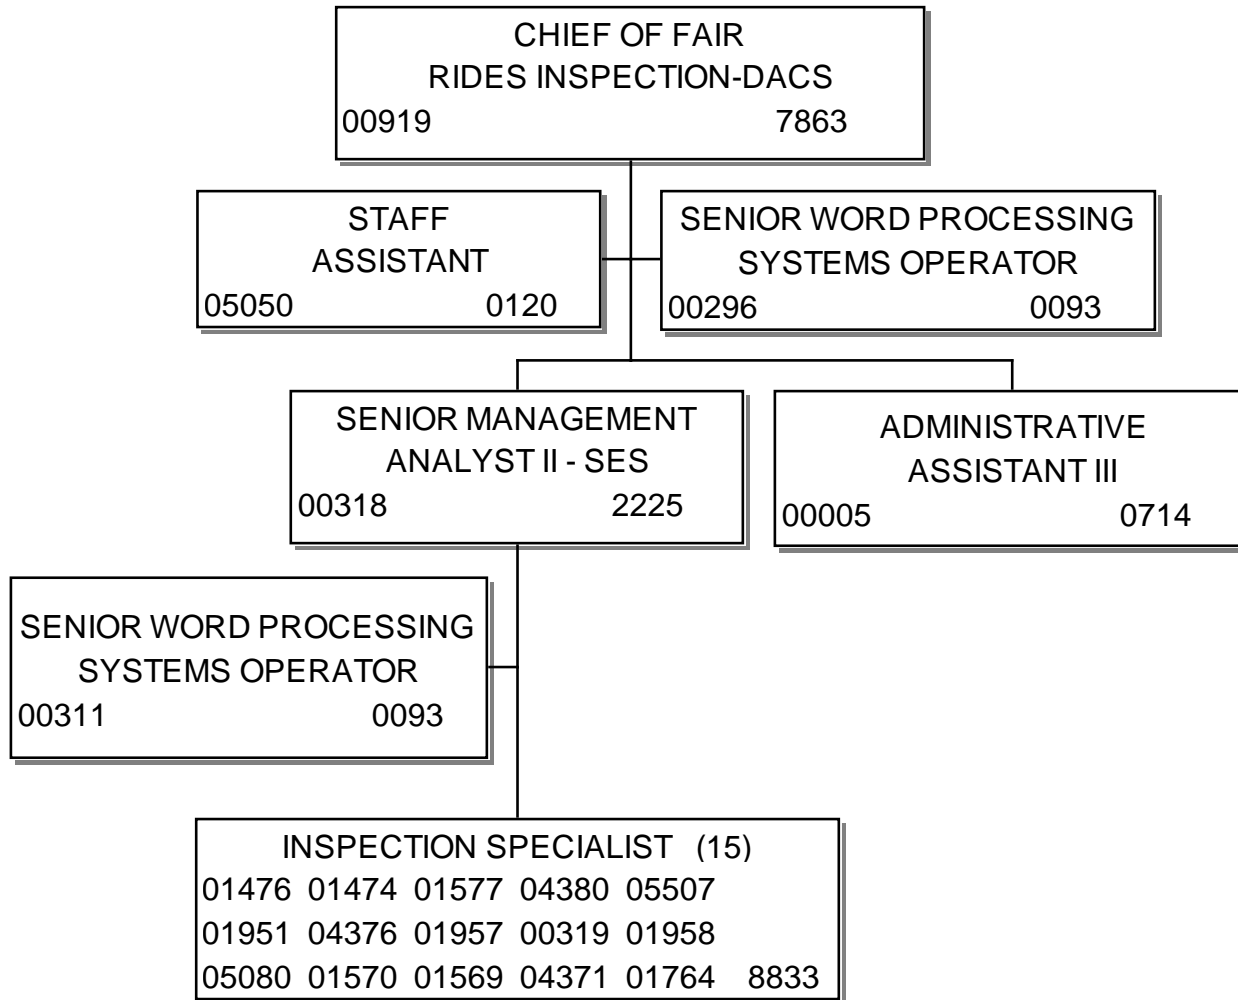 CHIEF OF FAIR
RIDES INSPECTION-DACS
00919 7863
STAFF
ASSISTANT
05050 0120
SENIOR WORD PROCESSING
SYSTEMS OPERATOR
00296 0093
SENIOR MANAGEMENT
ANALYST II - SES
00318 2225
ADMINISTRATIVE
ASSISTANT III
00005 0714
SENIOR WORD PROCESSING
SYSTEMS OPERATOR
00311 0093
INSPECTION SPECIALIST (15)
01476 01474 01577 04380 05507
01951 04376 01957 00319 01958
05080 01570 01569 04371 01764 8833